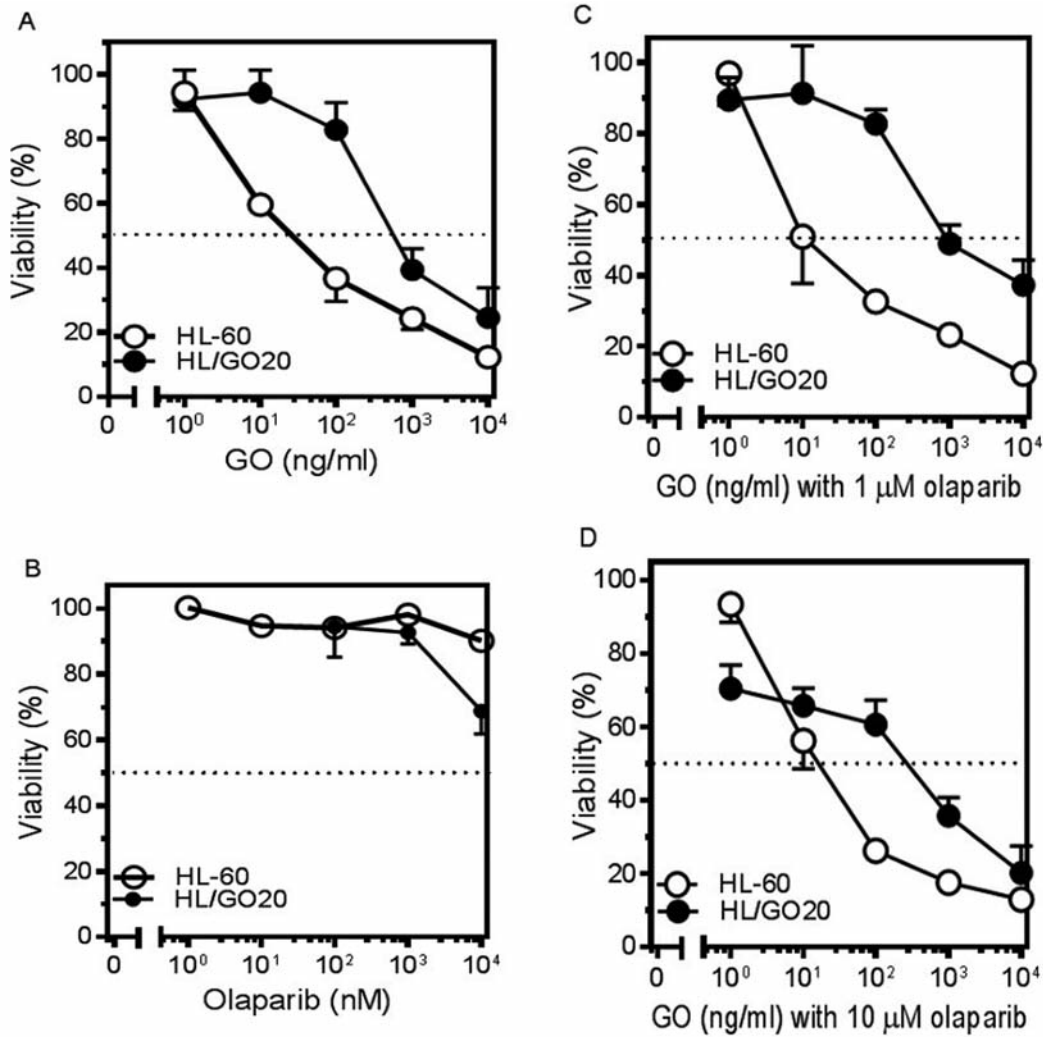 A
Viability (%)
100
80
60
40
20
0
HL-60
HL/GO20
0 10⁰ 10¹ 10² 10³ 10⁴
GO (ng/ml)
B
Viability (%)
100
80
60
40
20
0
HL-60
HL/GO20
0 10⁰ 10¹ 10² 10³ 10⁴
Olaparib (nM)
C
Viability (%)
100
80
60
40
20
0
HL-60
HL/GO20
0 10⁰ 10¹ 10² 10³ 10⁴
GO (ng/ml) with 1 μM olaparib
D
Viability (%)
100
80
60
40
20
0
HL-60
HL/GO20
0 10⁰ 10¹ 10² 10³ 10⁴
GO (ng/ml) with 10 μM olaparib